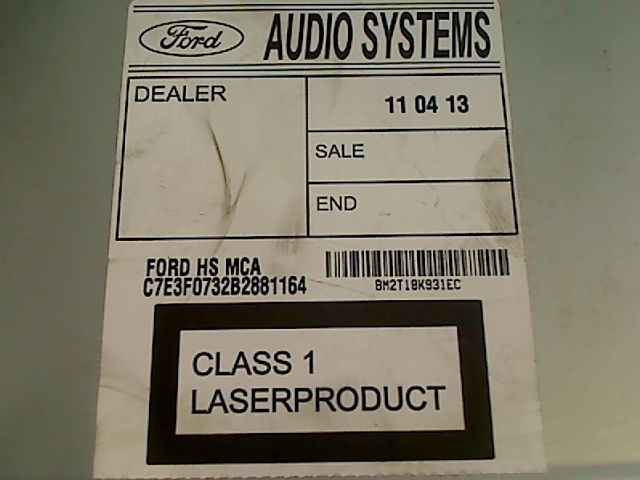 Ford AUDIO SYSTEMS
DEALER
11 04 13
SALE
END
FORD HS MCA
C7E3F0732B2881164
BM2T18K931EC
CLASS 1
LASERPRODUCT